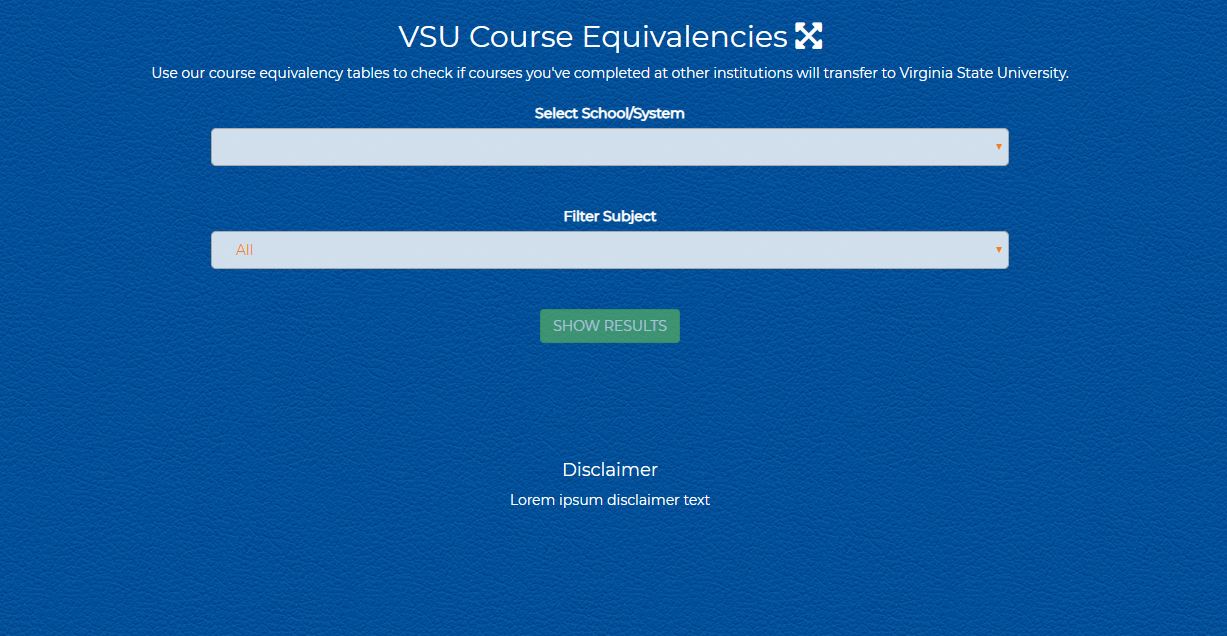 VSU Course Equivalencies
Use our course equivalency tables to check if courses you've completed at other institutions will transfer to Virginia State University.
Select School/System
Filter Subject
All
SHOW RESULTS
Disclaimer
Lorem ipsum disclaimer text